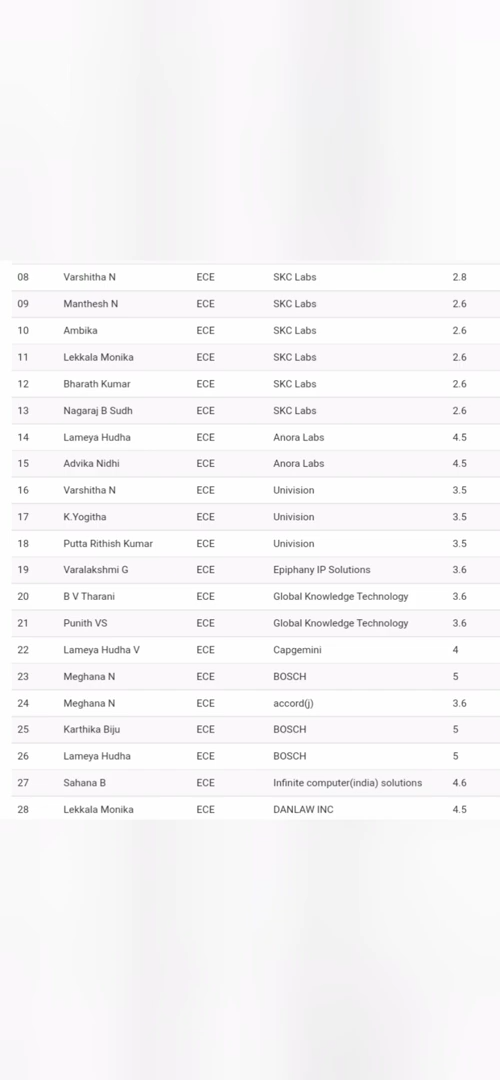 08 Varshitha N ECE SKC Labs 2.8
09 Manthesh N ECE SKC Labs 2.6
10 Ambika ECE SKC Labs 2.6
11 Lekkala Monika ECE SKC Labs 2.6
12 Bharath Kumar ECE SKC Labs 2.6
13 Nagaraj B Sudh ECE SKC Labs 2.6
14 Lameya Hudha ECE Anora Labs 4.5
15 Advika Nidhi ECE Anora Labs 4.5
16 Varshitha N ECE Univision 3.5
17 K.Yogitha ECE Univision 3.5
18 Putta Rithish Kumar ECE Univision 3.5
19 Varalakshmi G ECE Epiphany IP Solutions 3.6
20 B V Tharani ECE Global Knowledge Technology 3.6
21 Punith VS ECE Global Knowledge Technology 3.6
22 Lameya Hudha V ECE Capgemini 4
23 Meghana N ECE BOSCH 5
24 Meghana N ECE accord(j) 3.6
25 Karthika Biju ECE BOSCH 5
26 Lameya Hudha ECE BOSCH 5
27 Sahana B ECE Infinite computer(india) solutions 4.6
28 Lekkala Monika ECE DANLAW INC 4.5